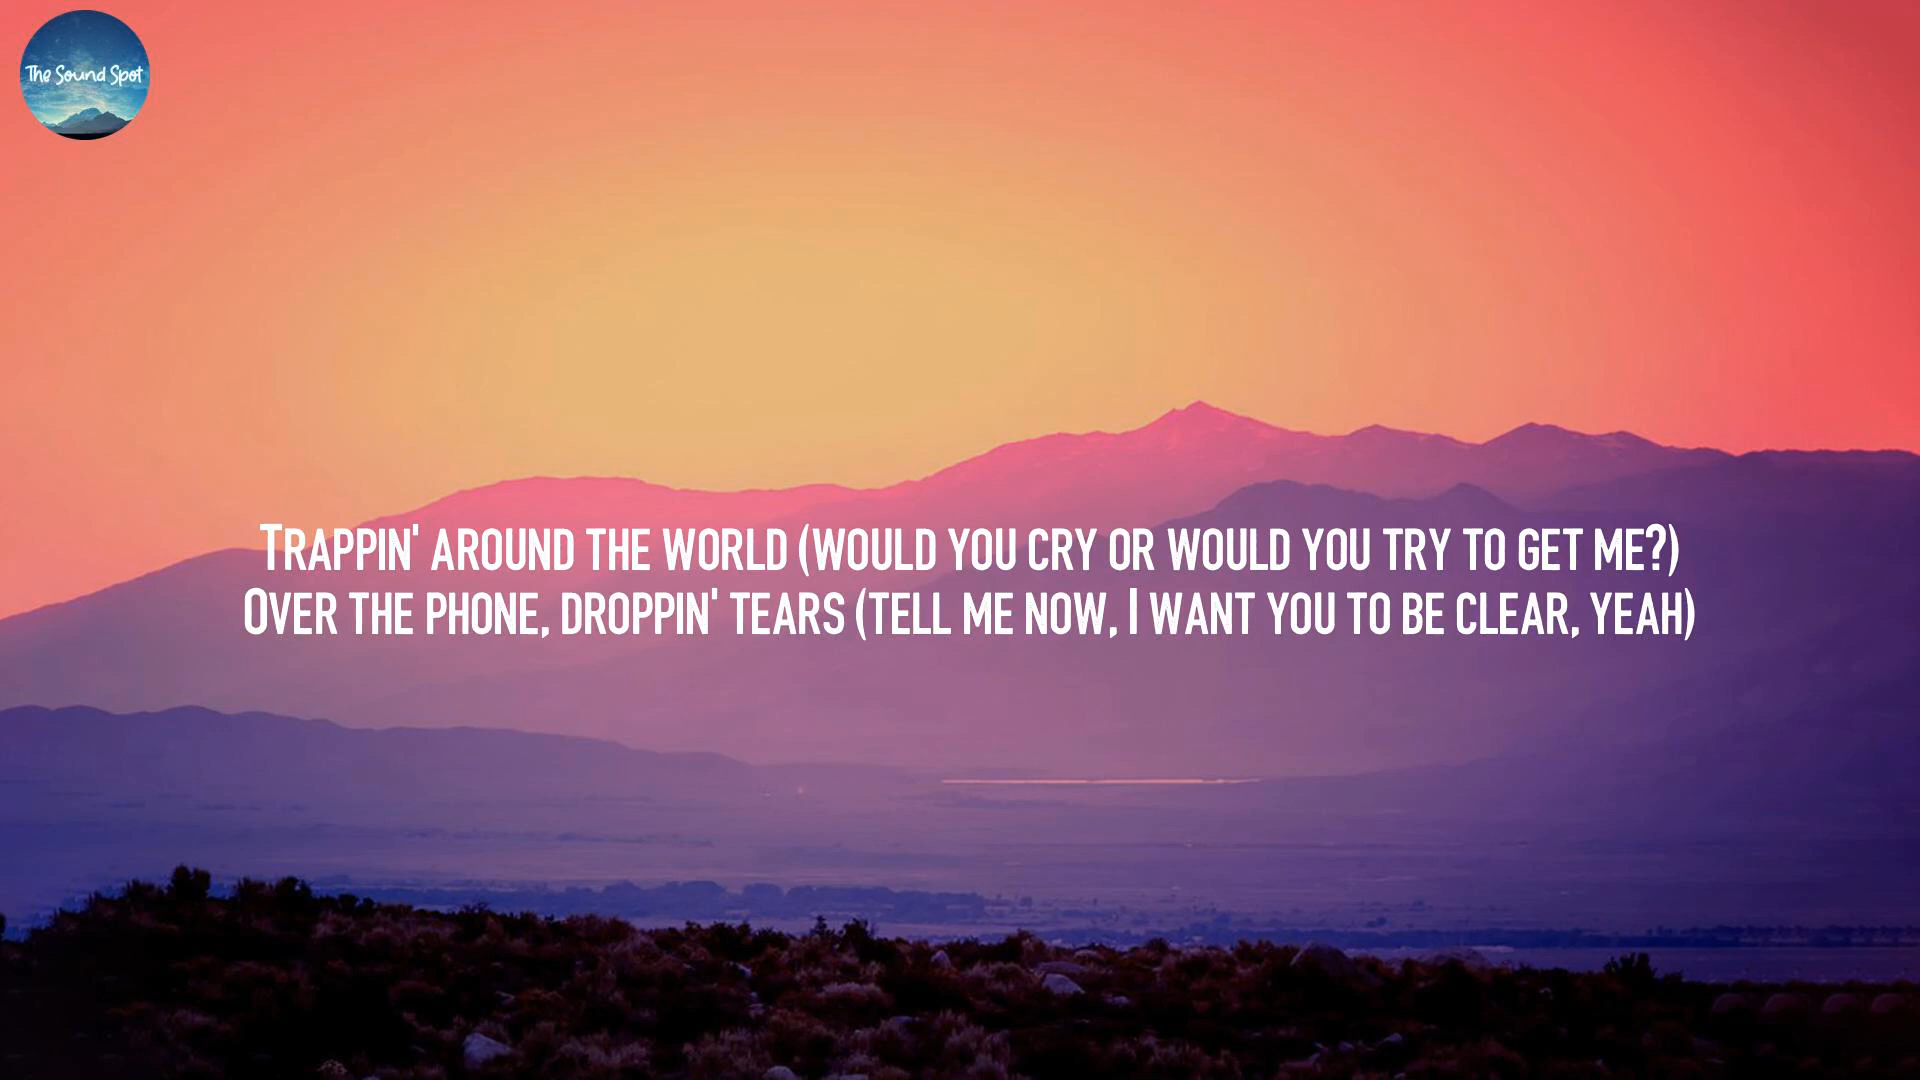 The Sound Spot
Trappin' around the world (would you cry or would you try to get me?)
Over the phone, droppin' tears (tell me now, I want you to be clear, yeah)